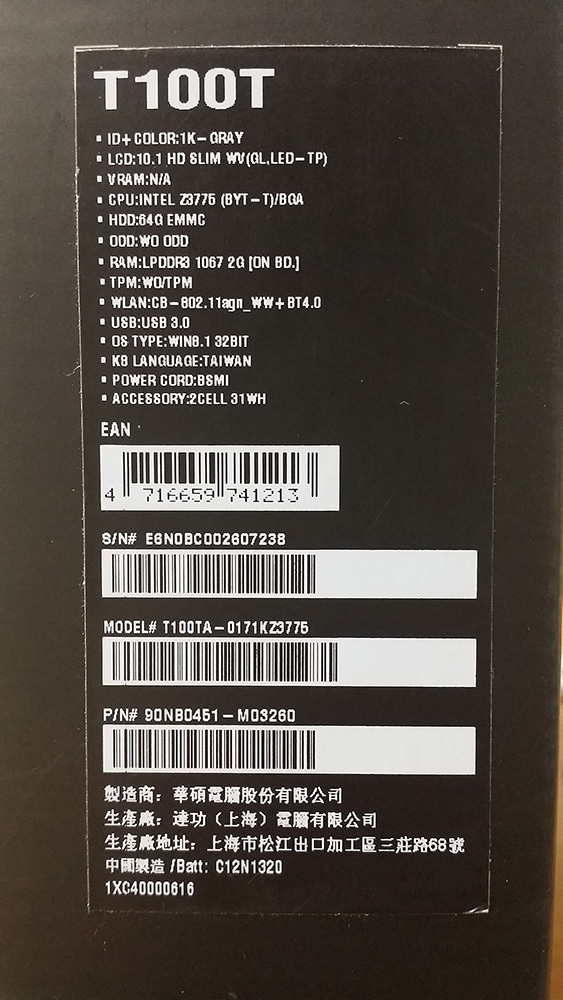 T100T
▪ ID+COLOR:1K-GRAY
▪ LCD:10.1 HD SLIM WV(GL,LED-TP)
▪ VRAM:N/A
▪ CPU:INTEL Z3775 (BYT-T)/BGA
▪ HDD:64G EMMC
▪ ODD:WO ODD
▪ RAM:LPDDR3 1067 2G [ON BD.]
▪ TPM:WO/TPM
▪ WLAN:CB-802.11agn_WW+BT4.0
▪ USB:USB 3.0
▪ OS TYPE:WIN8.1 32BIT
▪ KB LANGUAGE:TAIWAN
▪ POWER CORD:BSMI
▪ ACCESSORY:2CELL 31WH
EAN
4 716659 741213
S/N# E6N0BC002607238
MODEL# T100TA-0171KZ3775
P/N# 90NB0451-M03260
製造商：華碩電腦股份有限公司
生產廠：達功（上海）電腦有限公司
生產廠地址：上海市松江出口加工區三莊路68號
中國製造 /Batt: C12N1320
1XC40000616